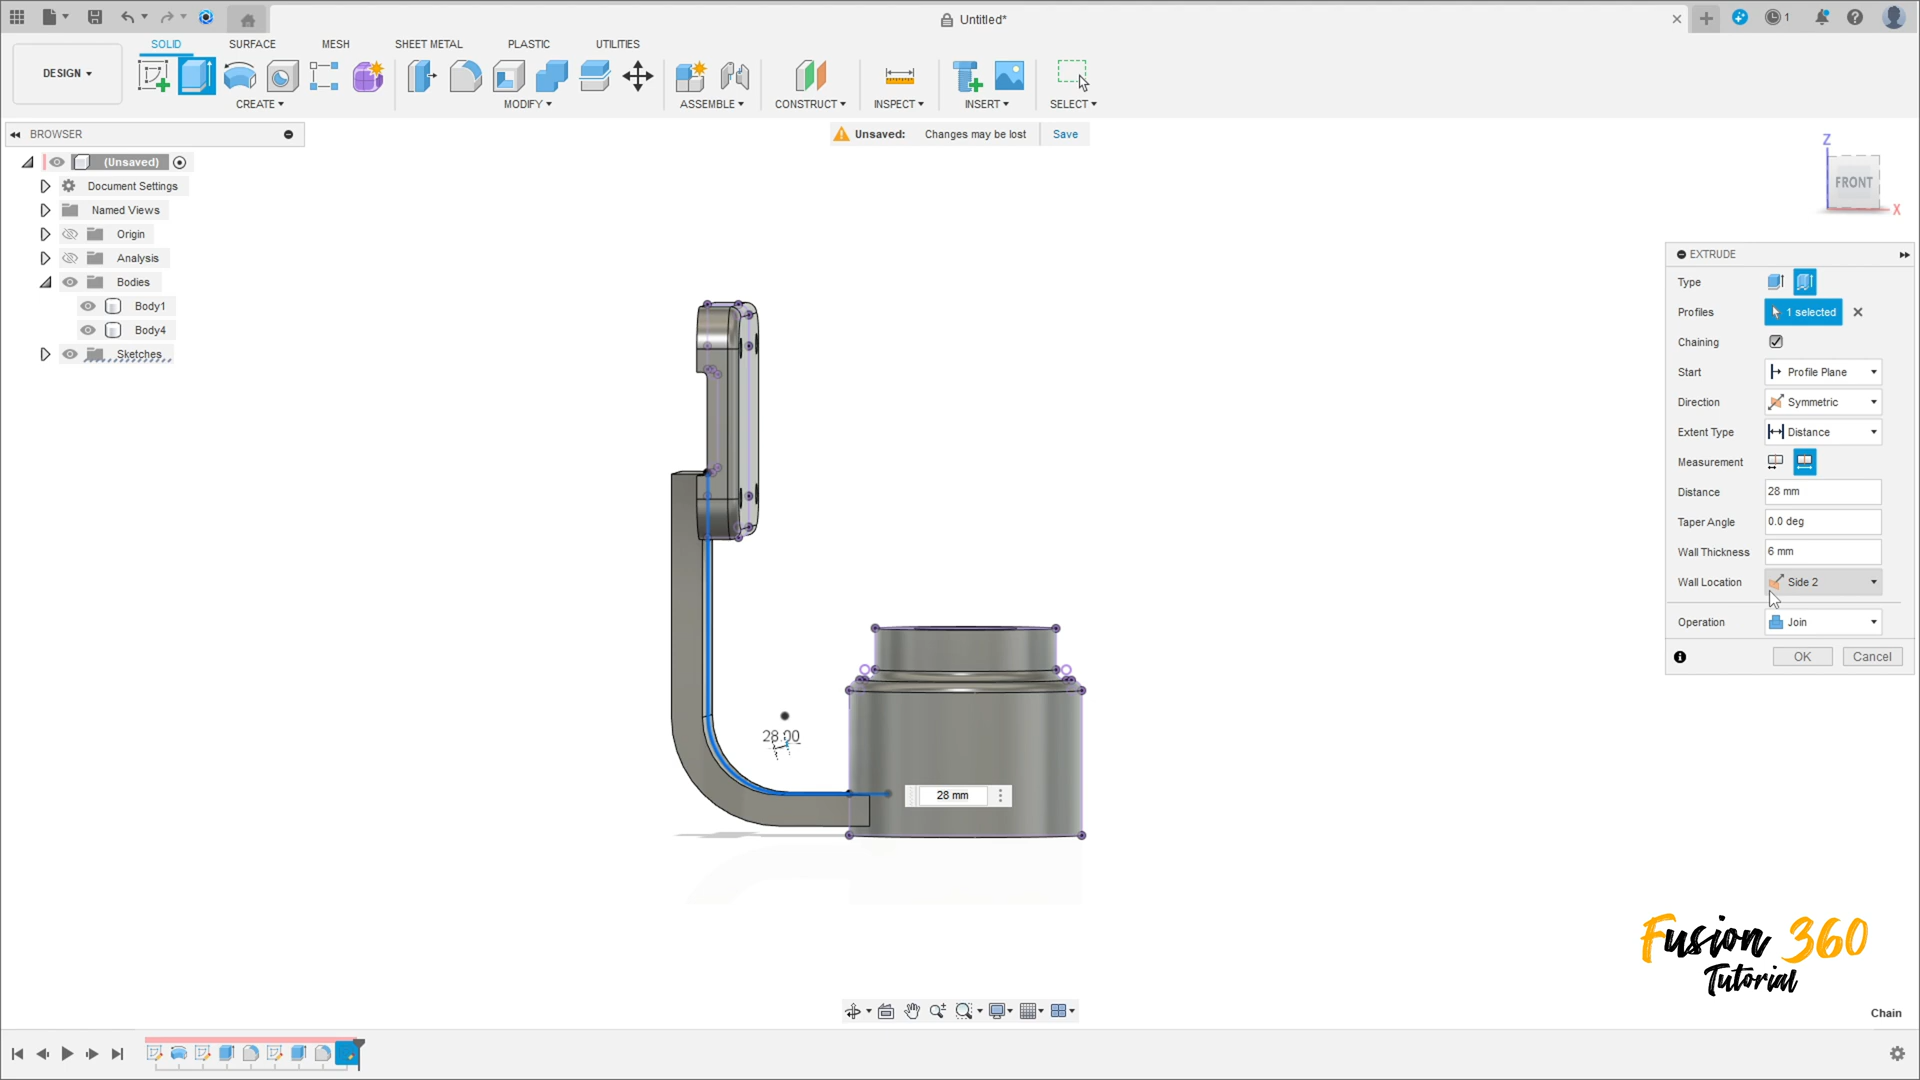 Untitled*
1
DESIGN
SOLID
SURFACE
MESH
SHEET METAL
PLASTIC
UTILITIES
CREATE
MODIFY
ASSEMBLE
CONSTRUCT
INSPECT
INSERT
SELECT
BROWSER
Unsaved:
Changes may be lost
Save
(Unsaved)
Document Settings
Named Views
Origin
Analysis
Bodies
Body1
Body4
Sketches
Z
FRONT
X
EXTRUDE
Type
Profiles
1 selected
Chaining
Start
Profile Plane
Direction
Symmetric
Extent Type
Distance
Measurement
Distance
28 mm
Taper Angle
0.0 deg
Wall Thickness
6 mm
Wall Location
Side 2
Operation
Join
OK
Cancel
28.00
28 mm
Fusion 360
Tutorial
Chain